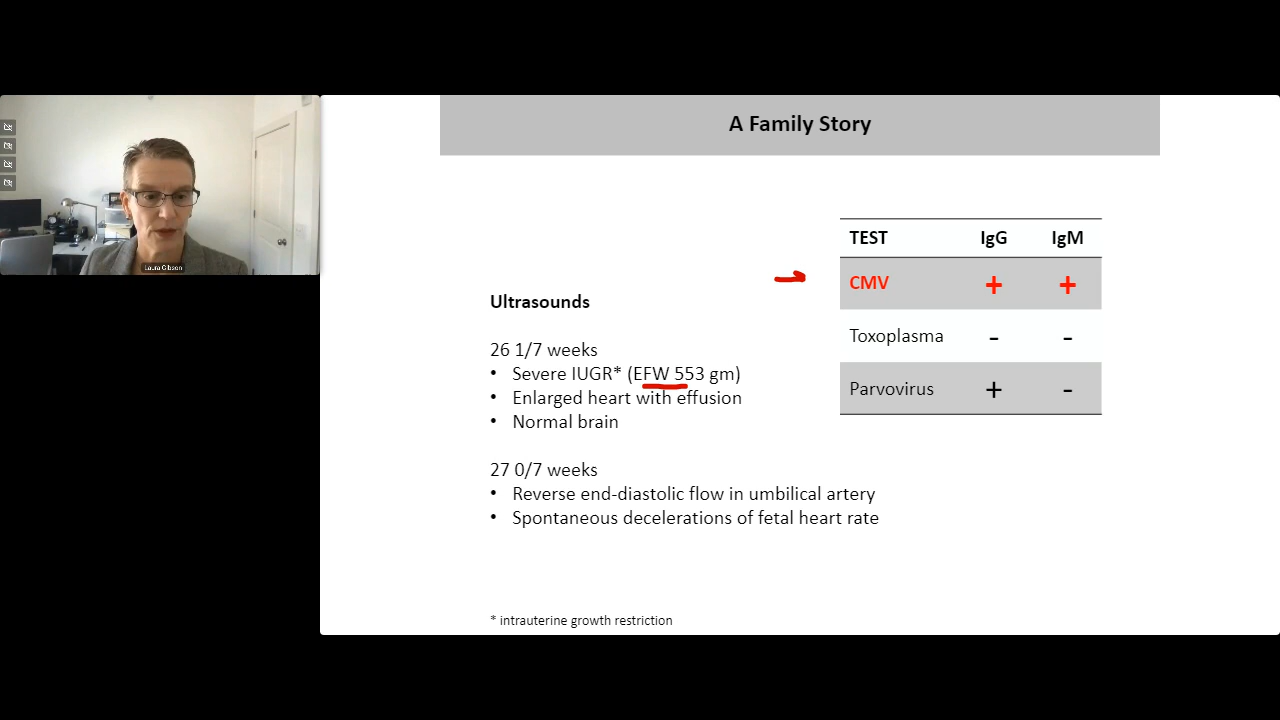 A Family Story
Laura Gibson
TEST IgG IgM
CMV + +
Toxoplasma - -
Parvovirus + -
Ultrasounds
26 1/7 weeks
• Severe IUGR* (EFW 553 gm)
• Enlarged heart with effusion
• Normal brain
27 0/7 weeks
• Reverse end-diastolic flow in umbilical artery
• Spontaneous decelerations of fetal heart rate
* intrauterine growth restriction